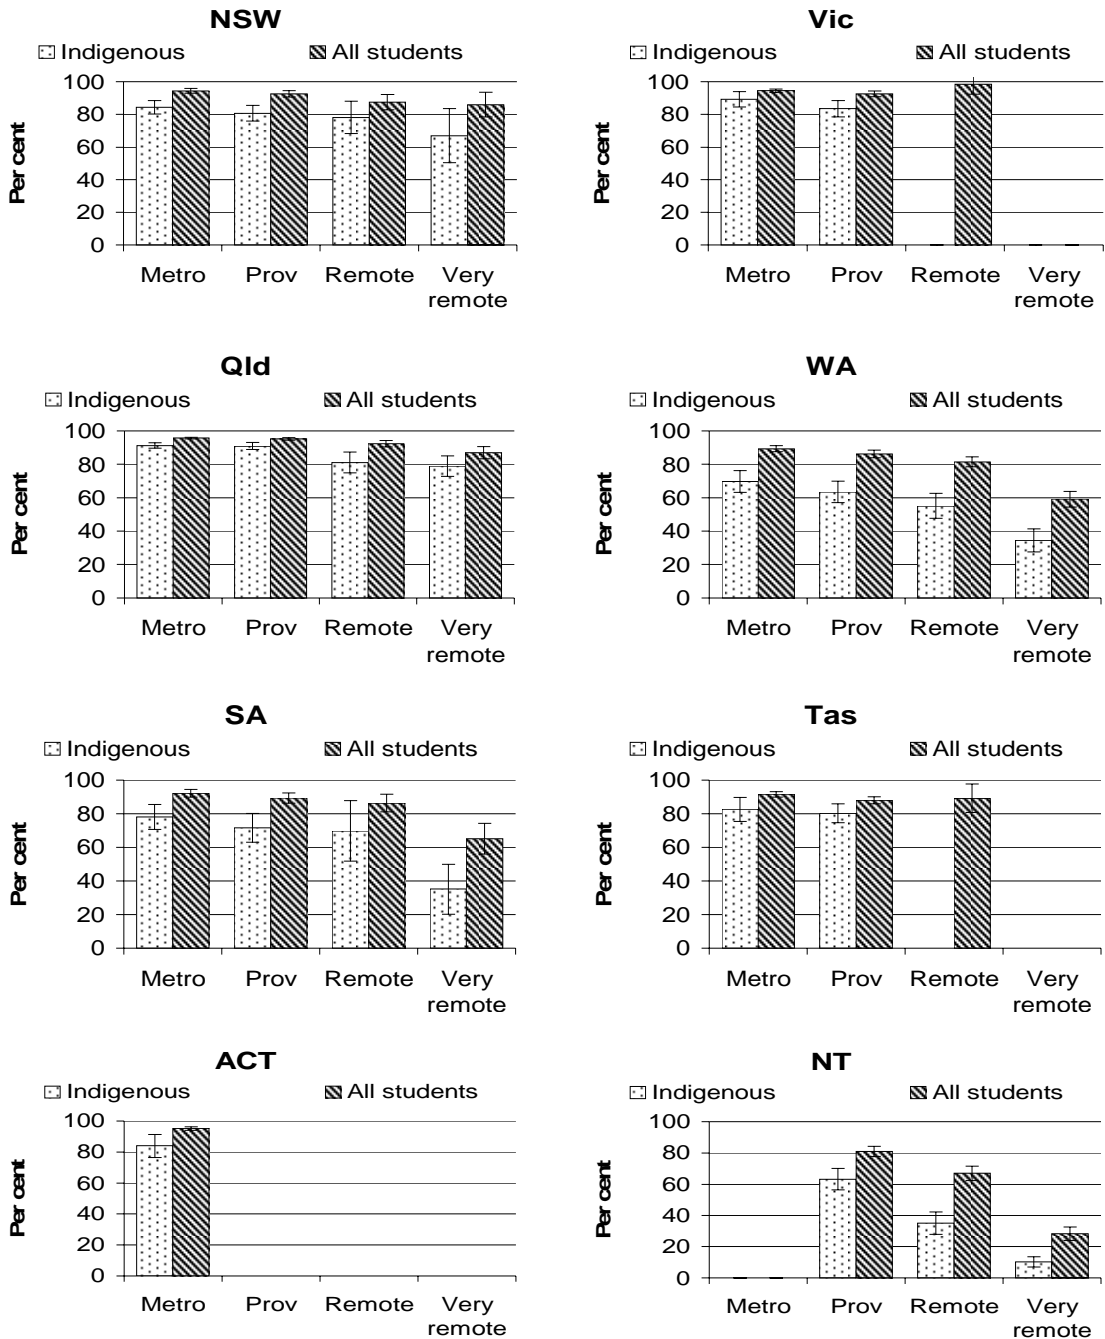 NSW
Indigenous
All students
Per cent
100
80
60
40
20
0
Metro Prov Remote Very
remote
Vic
Indigenous
All students
Per cent
100
80
60
40
20
0
Metro Prov Remote Very
remote
Qld
Indigenous
All students
Per cent
100
80
60
40
20
0
Metro Prov Remote Very
remote
WA
Indigenous
All students
Per cent
100
80
60
40
20
0
Metro Prov Remote Very
remote
SA
Indigenous
All students
Per cent
100
80
60
40
20
0
Metro Prov Remote Very
remote
Tas
Indigenous
All students
Per cent
100
80
60
40
20
0
Metro Prov Remote Very
remote
ACT
Indigenous
All students
Per cent
100
80
60
40
20
0
Metro Prov Remote Very
remote
NT
Indigenous
All students
Per cent
100
80
60
40
20
0
Metro Prov Remote Very
remote